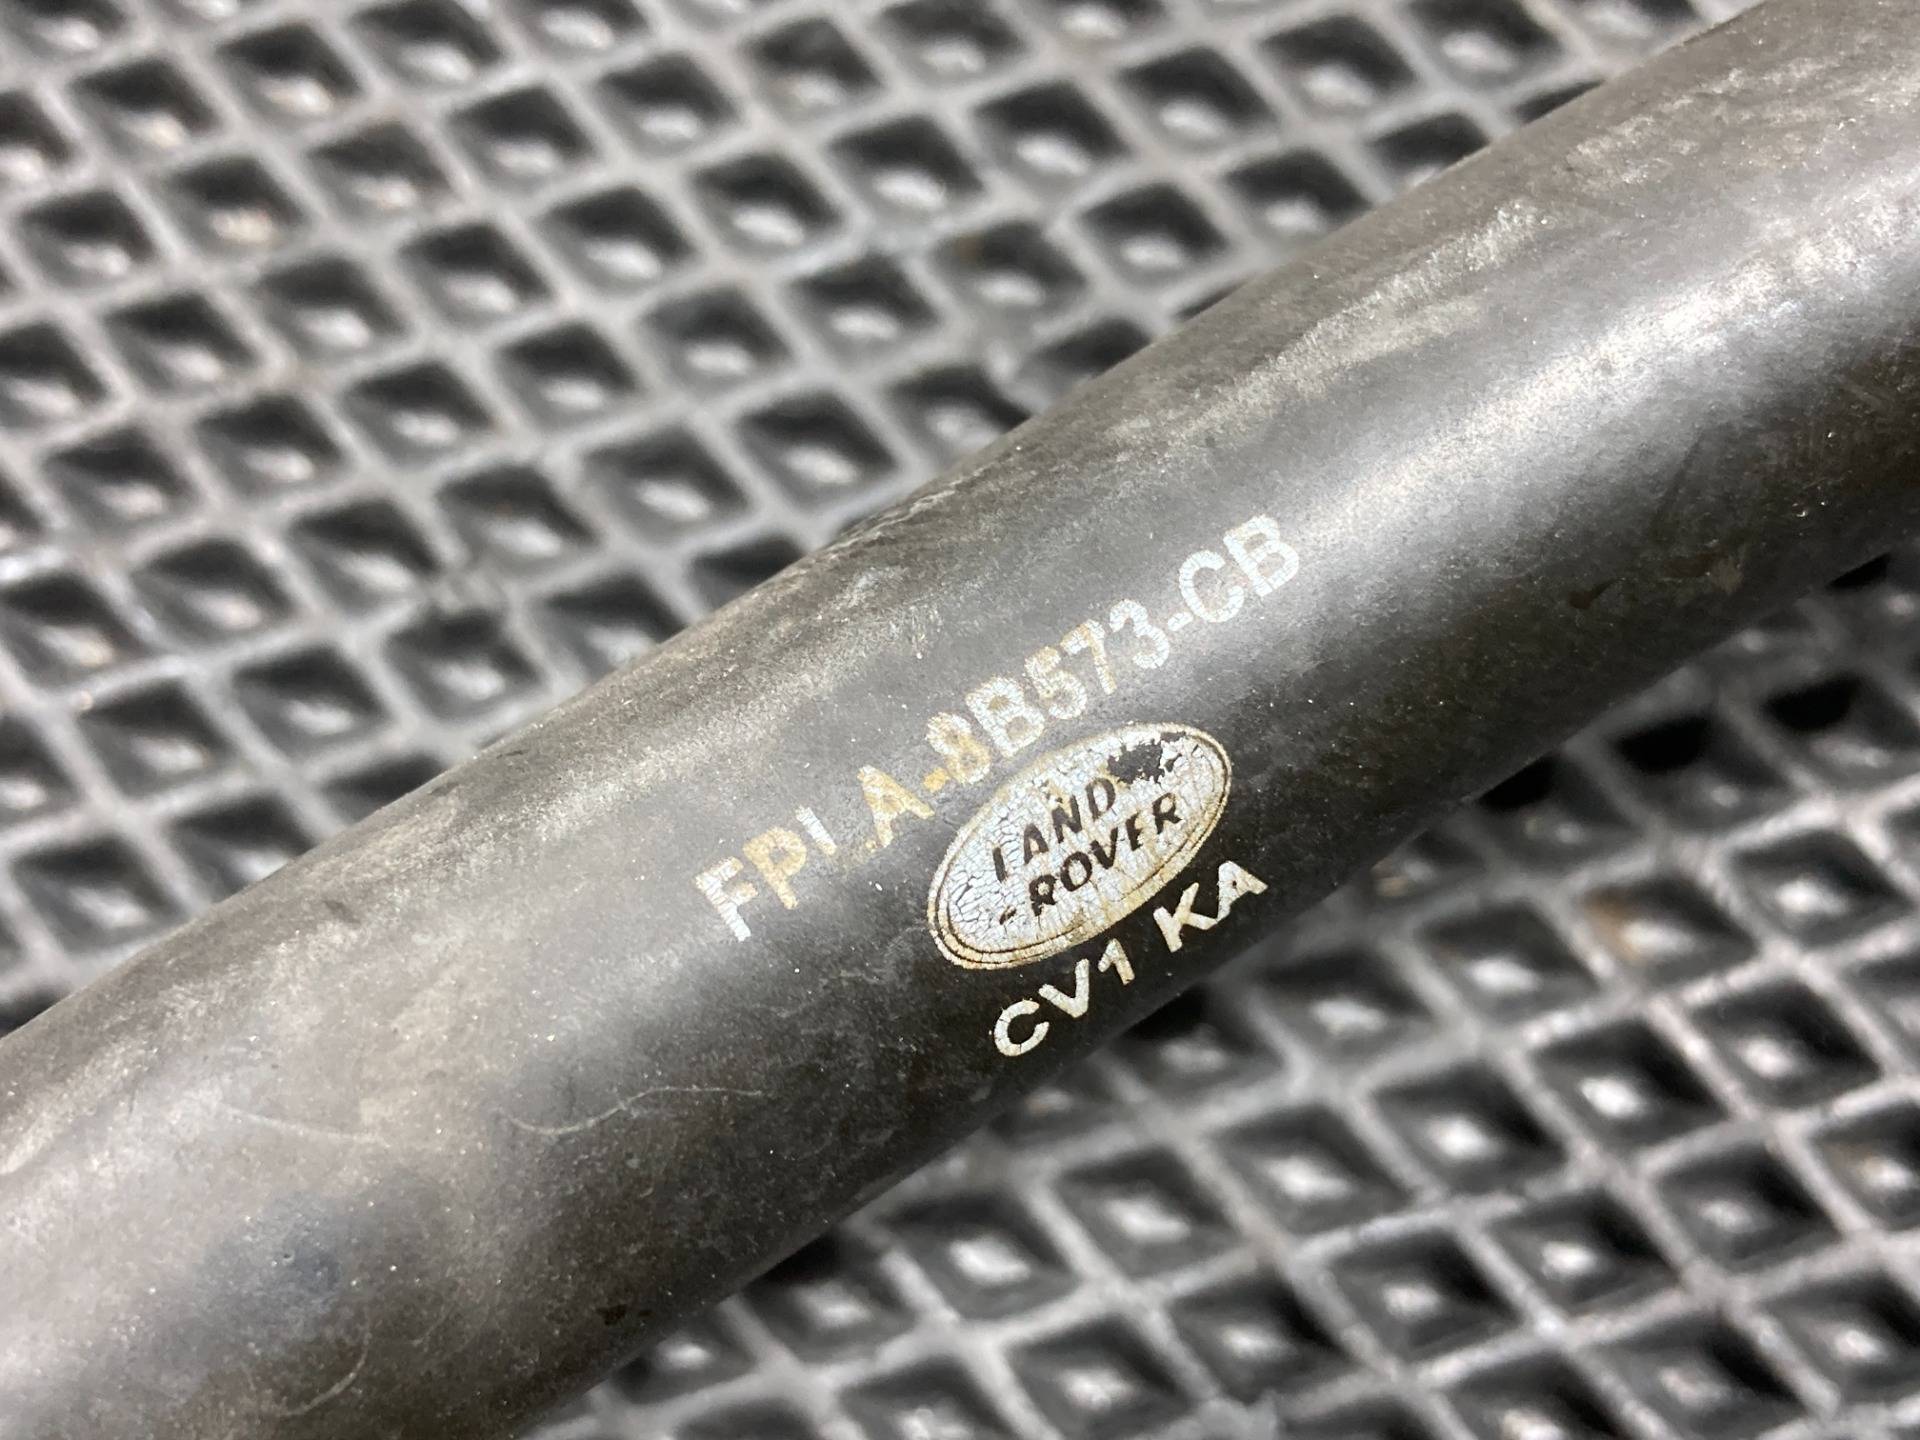 FPLA-8B573-CB
LAND-
-ROVER
CV1 KA